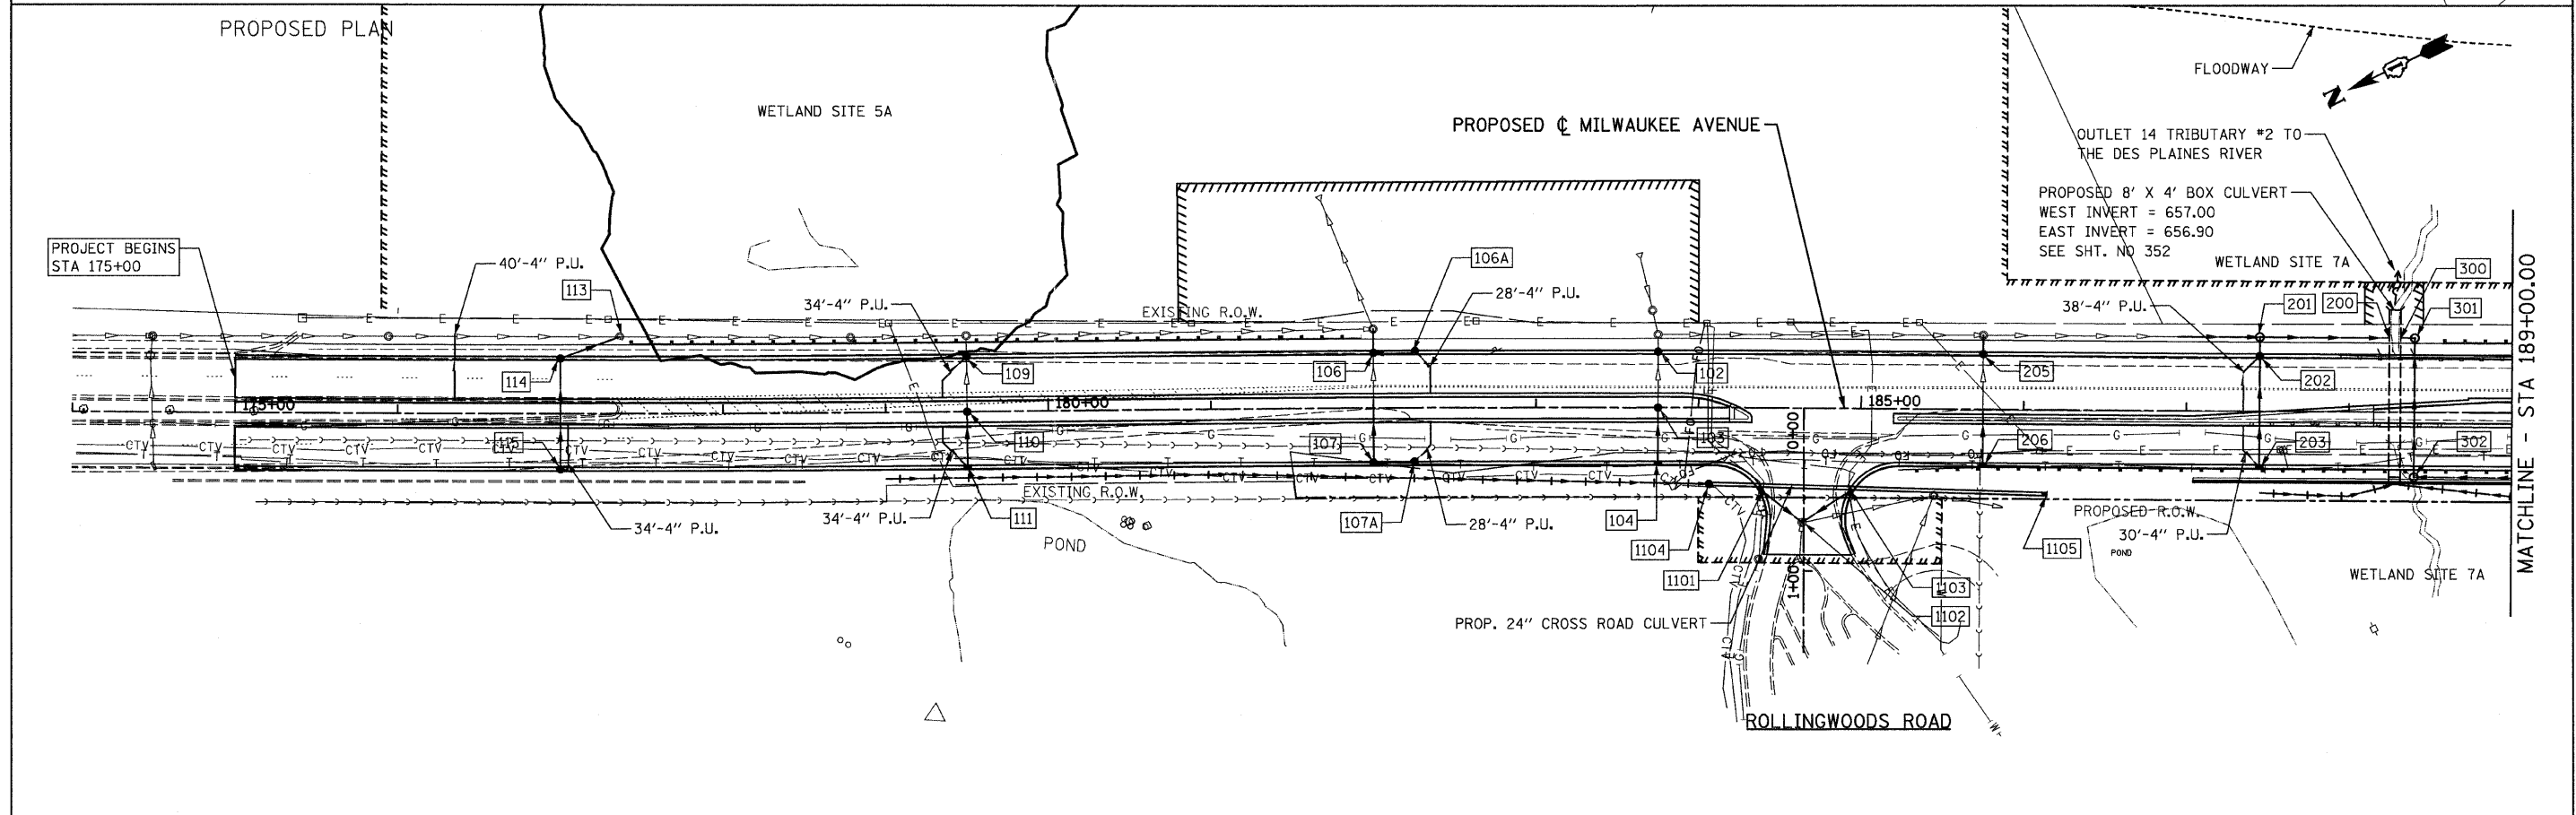 PROPOSED PLAN
WETLAND SITE 5A
FLOODWAY
N
PROPOSED ℄ MILWAUKEE AVENUE
OUTLET 14 TRIBUTARY #2 TO
THE DES PLAINES RIVER
PROPOSED 8' X 4' BOX CULVERT
WEST INVERT = 657.00
EAST INVERT = 656.90
SEE SHT. NO 352
WETLAND SITE 7A
PROJECT BEGINS
STA 175+00
40'-4" P.U.
113
34'-4" P.U.
EXISTING R.O.W.
106A
28'-4" P.U.
38'-4" P.U.
201
200
300
301
114
109
106
102
205
202
175+00
180+00
185+00
115
110
107
103
10+00
206
203
302
EXISTING R.O.W.
34'-4" P.U.
34'-4" P.U.
111
107A
28'-4" P.U.
104
1104
1101
1105
PROPOSED R.O.W.
30'-4" P.U.
POND
POND
1+00
1103
1102
WETLAND SITE 7A
PROP. 24" CROSS ROAD CULVERT
ROLLINGWOODS ROAD
MATCHLINE - STA 189+00.00